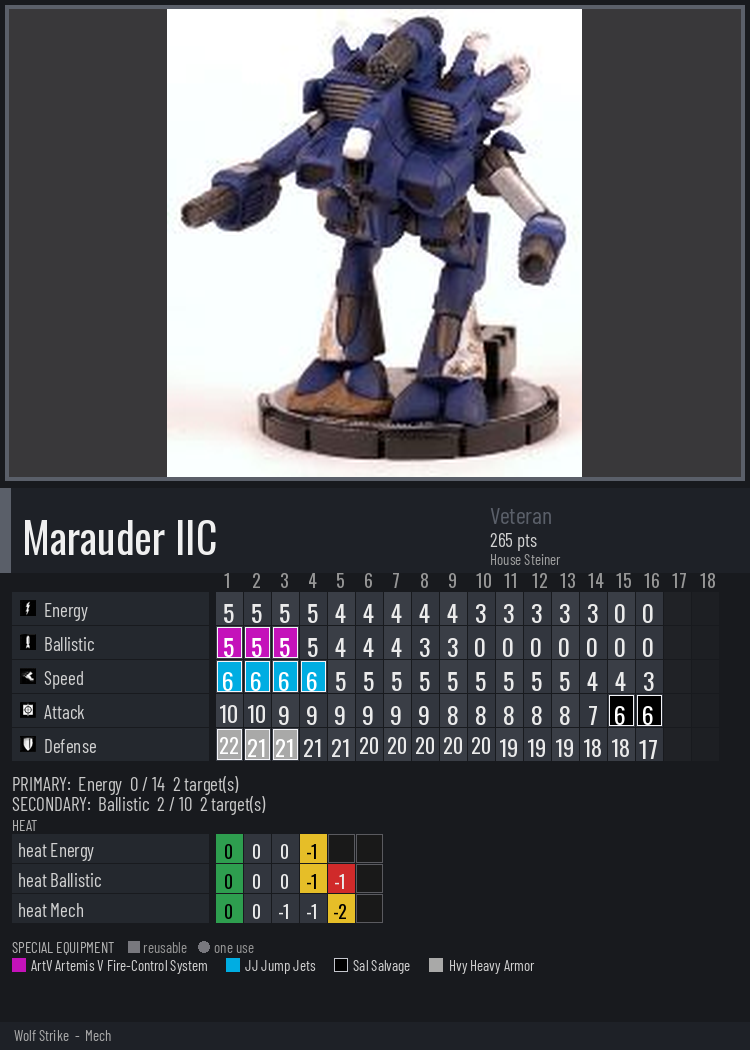 Marauder IIC
Veteran
265 pts
House Steiner
1 2 3 4 5 6 7 8 9 10 11 12 13 14 15 16 17 18
Energy 5 5 5 5 4 4 4 4 4 3 3 3 3 3 0 0
Ballistic 5 5 5 5 4 4 4 3 3 0 0 0 0 0 0 0
Speed 6 6 6 6 5 5 5 5 5 5 5 5 5 4 4 3
Attack 10 10 9 9 9 9 9 9 8 8 8 8 8 7 6 6
Defense 22 21 21 21 21 20 20 20 20 20 19 19 19 18 18 17
PRIMARY: Energy 0 / 14 2 target(s)
SECONDARY: Ballistic 2 / 10 2 target(s)
HEAT
heat Energy 0 0 0 -1
heat Ballistic 0 0 0 -1 -1
heat Mech 0 0 -1 -1 -2
SPECIAL EQUIPMENT reusable one use
ArtV Artemis V Fire-Control System JJ Jump Jets Sal Salvage Hvy Heavy Armor
Wolf Strike - Mech